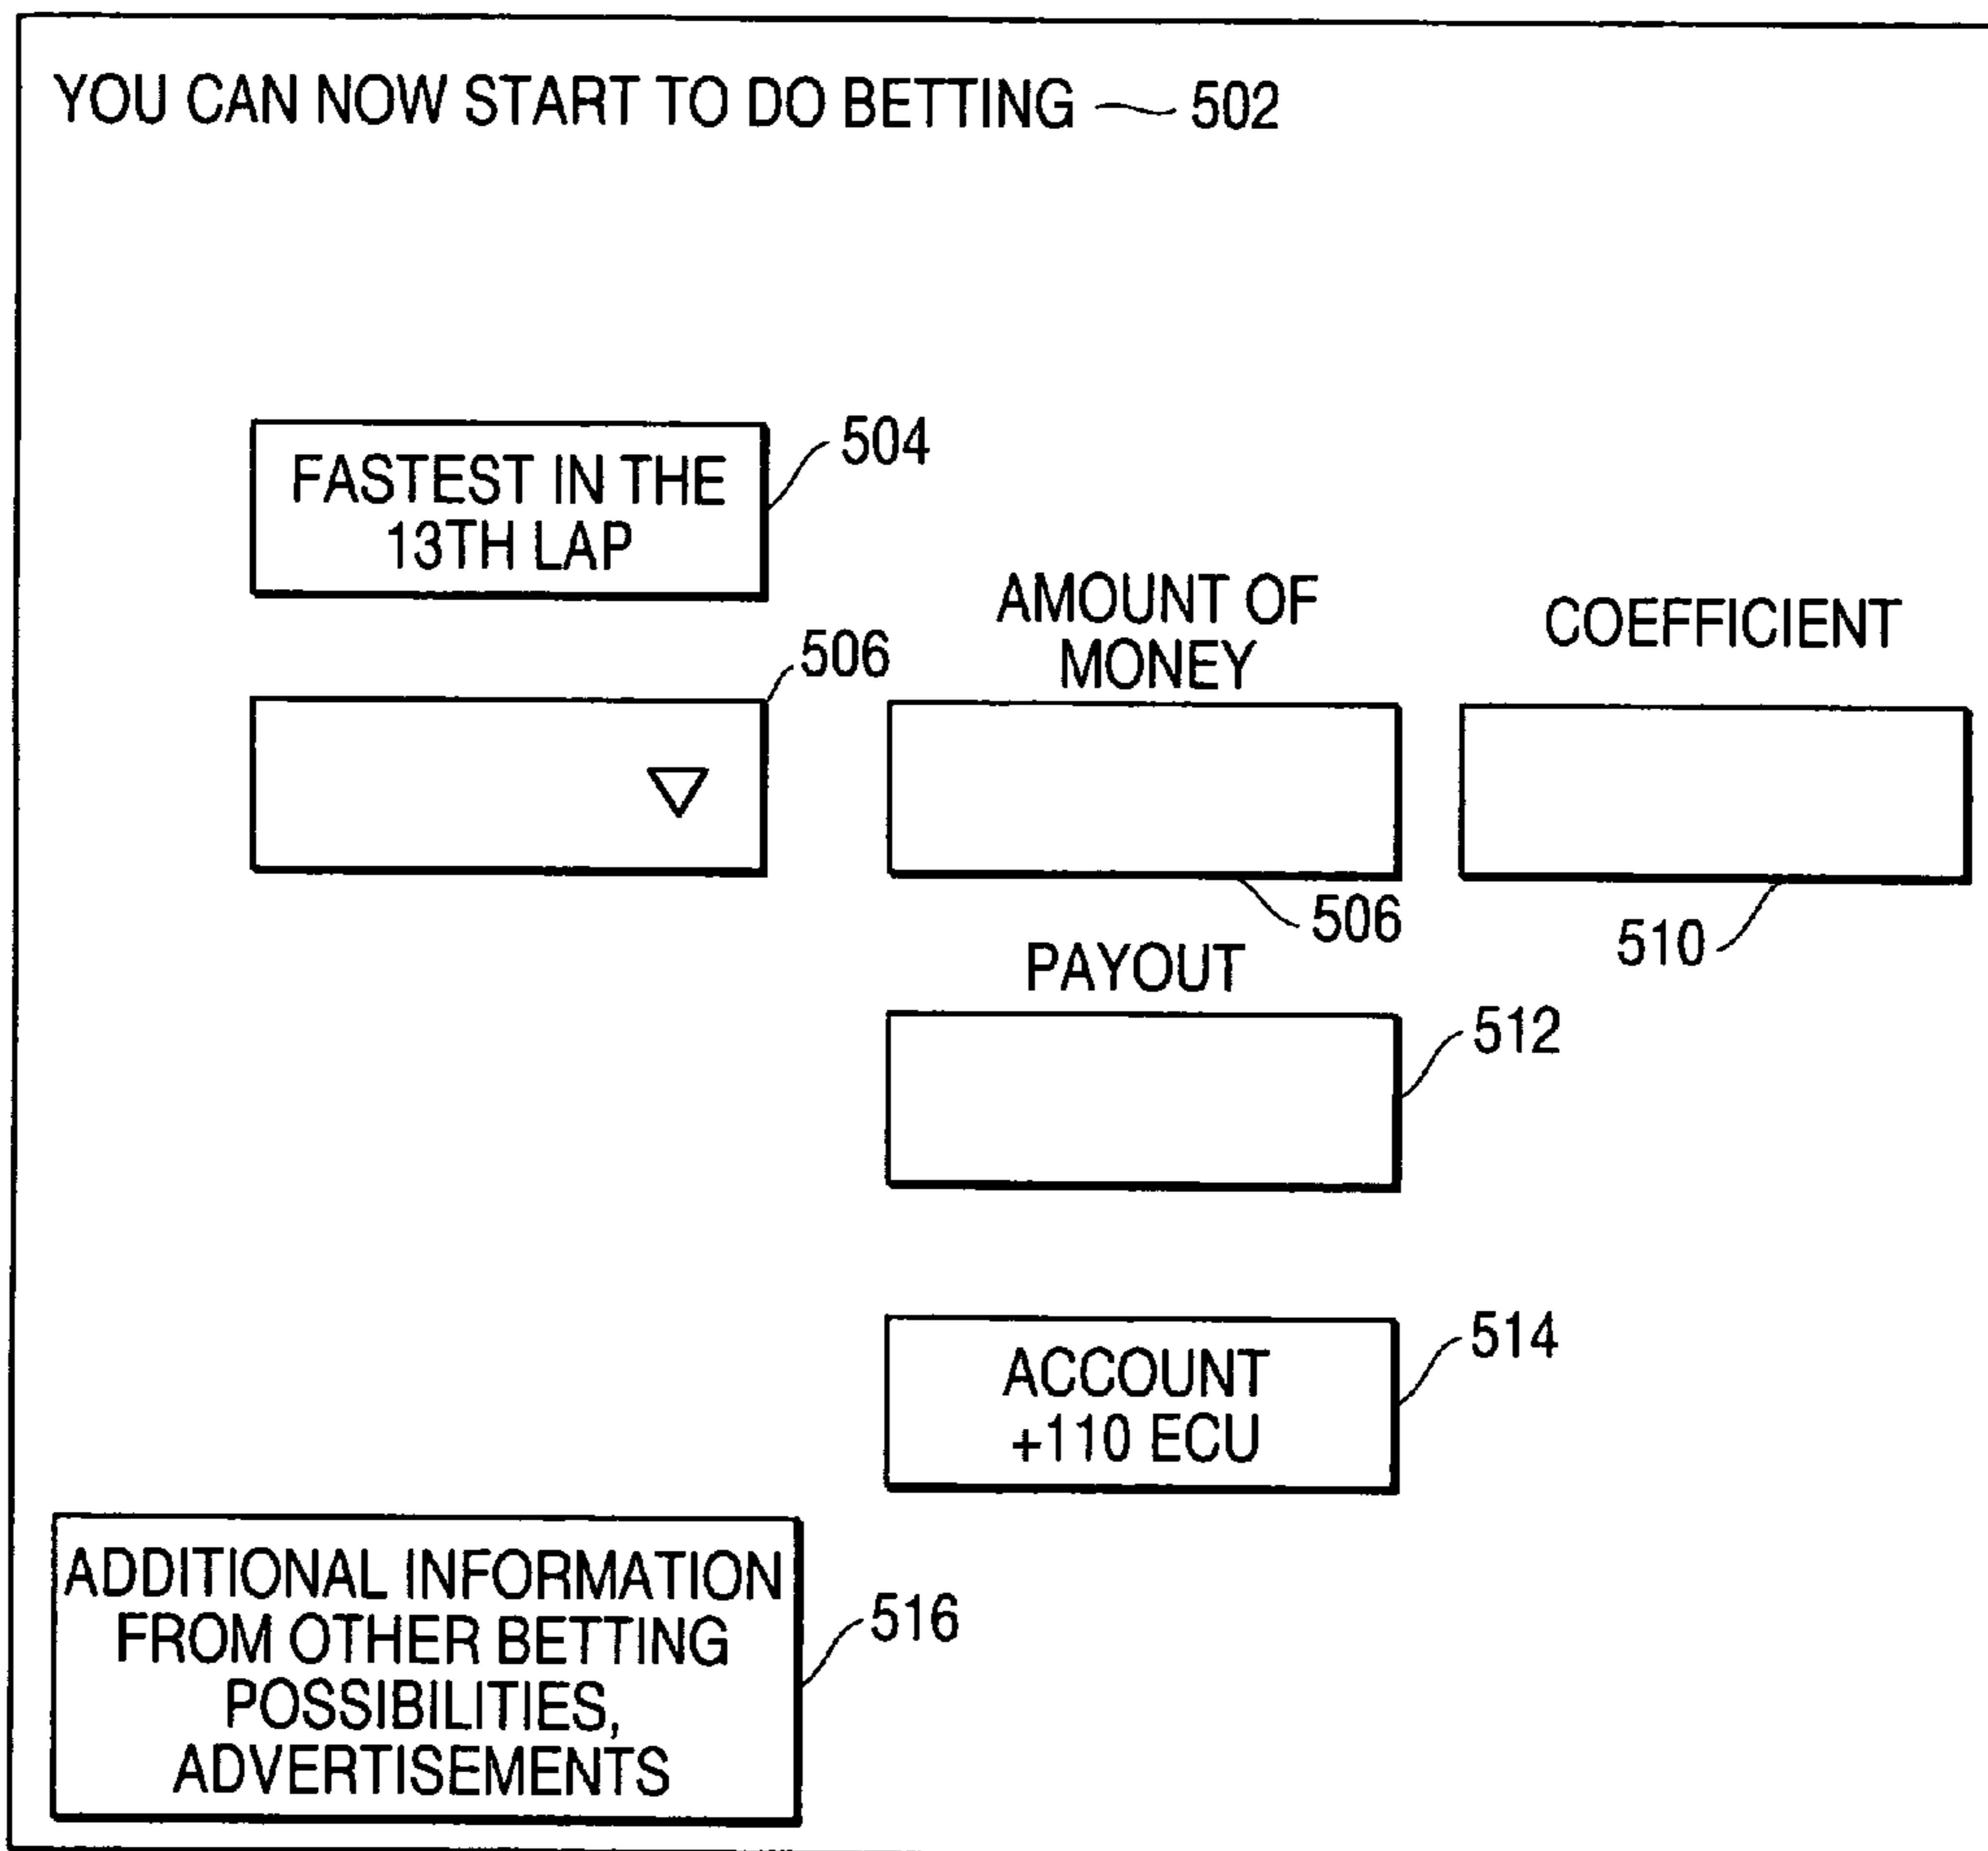 YOU CAN NOW START TO DO BETTING 502
504
FASTEST IN THE
13TH LAP
506
AMOUNT OF
MONEY
COEFFICIENT
506
510
PAYOUT
512
514
ACCOUNT
+110 ECU
ADDITIONAL INFORMATION
FROM OTHER BETTING
POSSIBILITIES,
ADVERTISEMENTS
516